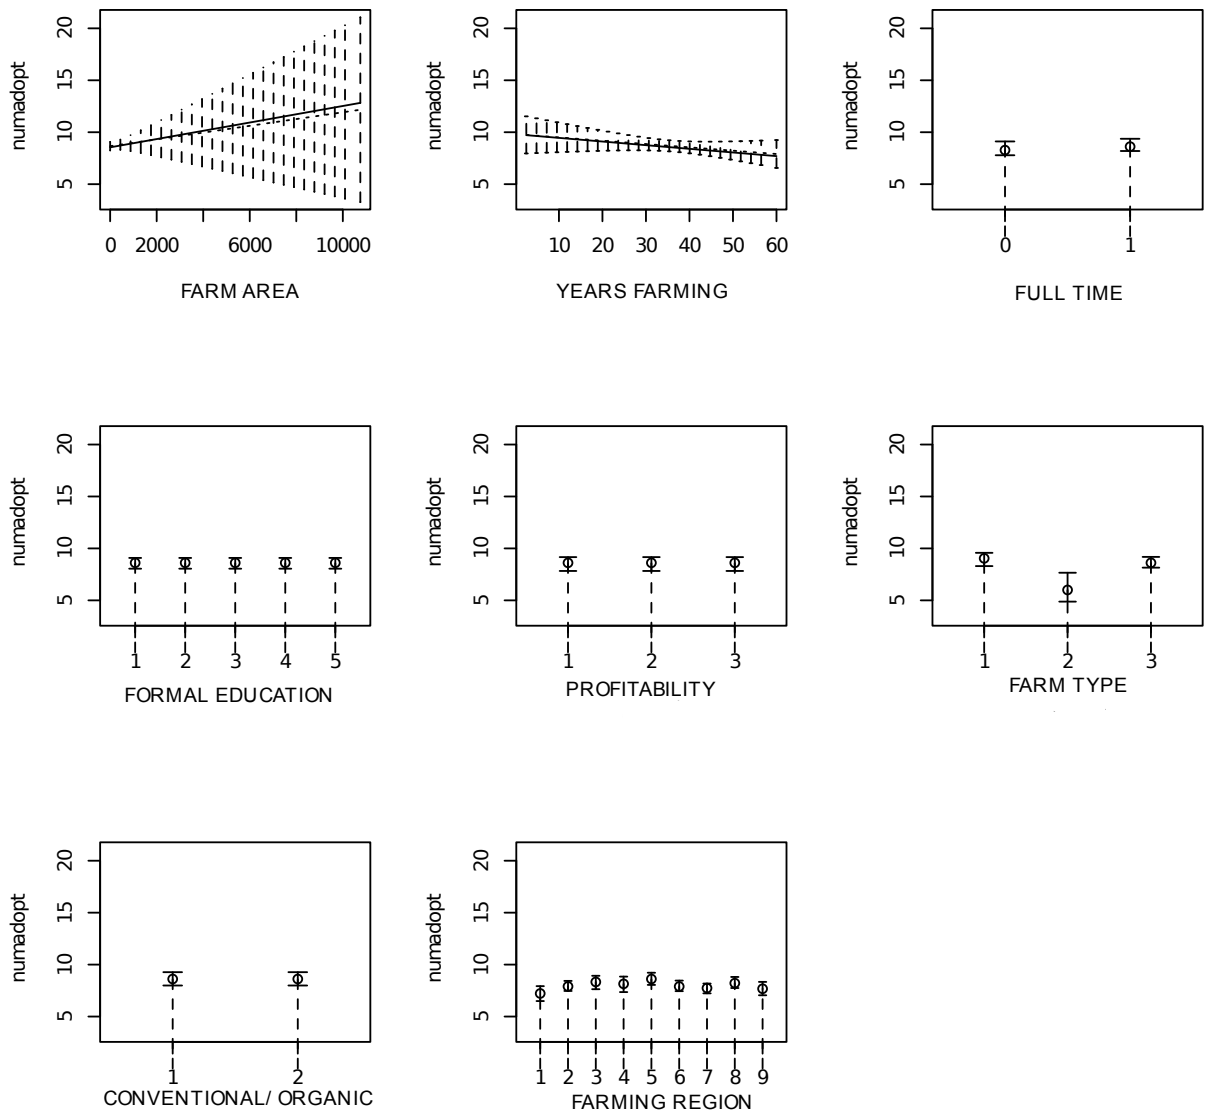 numadopt
20
15
10
5
0 2000 6000 10000
FARM AREA
numadopt
20
15
10
5
10 20 30 40 50 60
YEARS FARMING
numadopt
20
15
10
5
0 1
FULL TIME
numadopt
20
15
10
5
1 2 3 4 5
FORMAL EDUCATION
numadopt
20
15
10
5
1 2 3
PROFITABILITY
numadopt
20
15
10
5
1 2 3
FARM TYPE
numadopt
20
15
10
5
1 2
CONVENTIONAL/ ORGANIC
numadopt
20
15
10
5
1 2 3 4 5 6 7 8 9
FARMING REGION